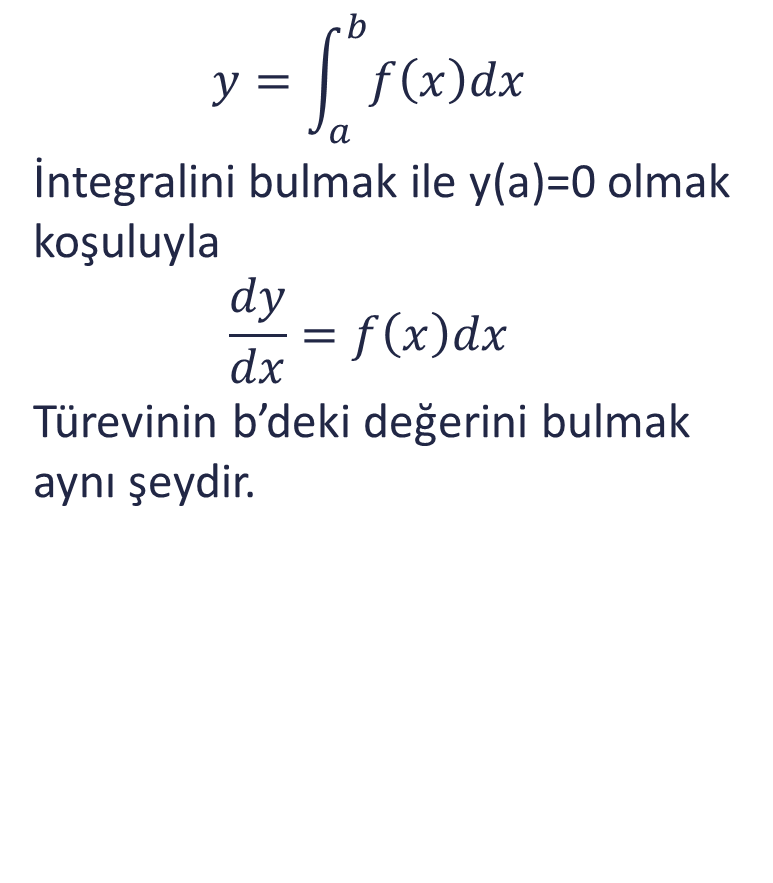 y = ∫_a^b f(x)dx
İntegralini bulmak ile y(a)=0 olmak
koşuluyla
dy/dx = f(x)dx
Türevinin b’deki değerini bulmak
aynı şeydir.